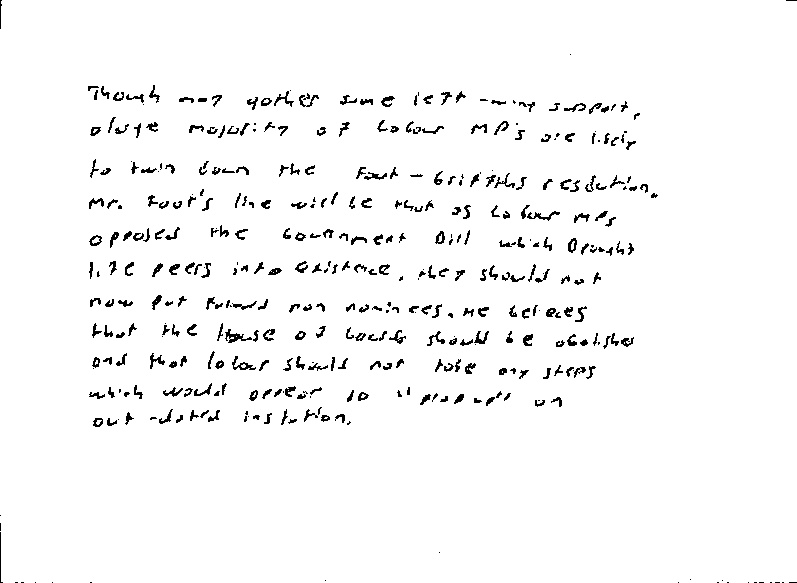 Though may gather some left-wing support,
a large majority of Labour MPs are likely
to turn down the Foot-Griffiths resolution.
Mr. Foot's line will be that as Labour MPs
opposed the Government Bill which brought
life peers into existence, they should not
now put forward non nominees. He believes
that the House of Lords should be abolished
and that labour should not take any steps
which would appear to "prop up" an
out-dated institution.